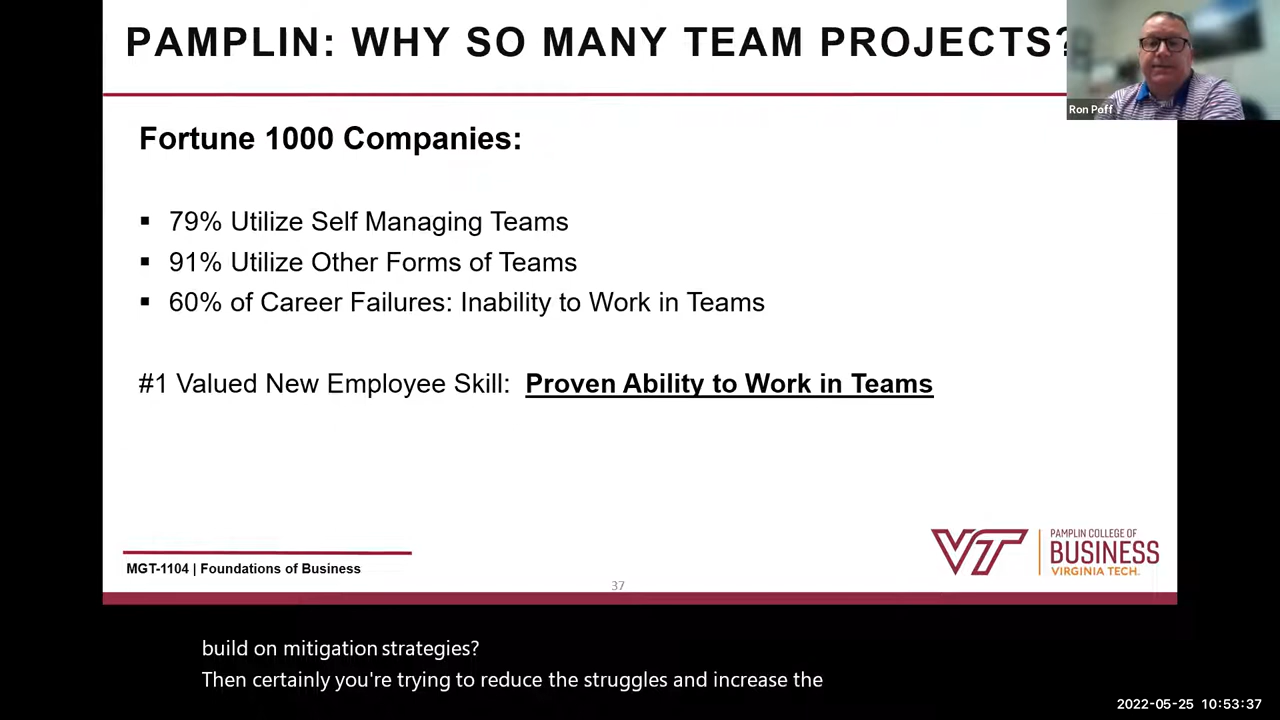 PAMPLIN: WHY SO MANY TEAM PROJECTS?
Ron Poff
Fortune 1000 Companies:
▪ 79% Utilize Self Managing Teams
▪ 91% Utilize Other Forms of Teams
▪ 60% of Career Failures: Inability to Work in Teams
#1 Valued New Employee Skill: Proven Ability to Work in Teams
VT
PAMPLIN COLLEGE OF
BUSINESS
VIRGINIA TECH.
MGT-1104 | Foundations of Business
37
build on mitigation strategies?
Then certainly you're trying to reduce the struggles and increase the
2022-05-25 10:53:37